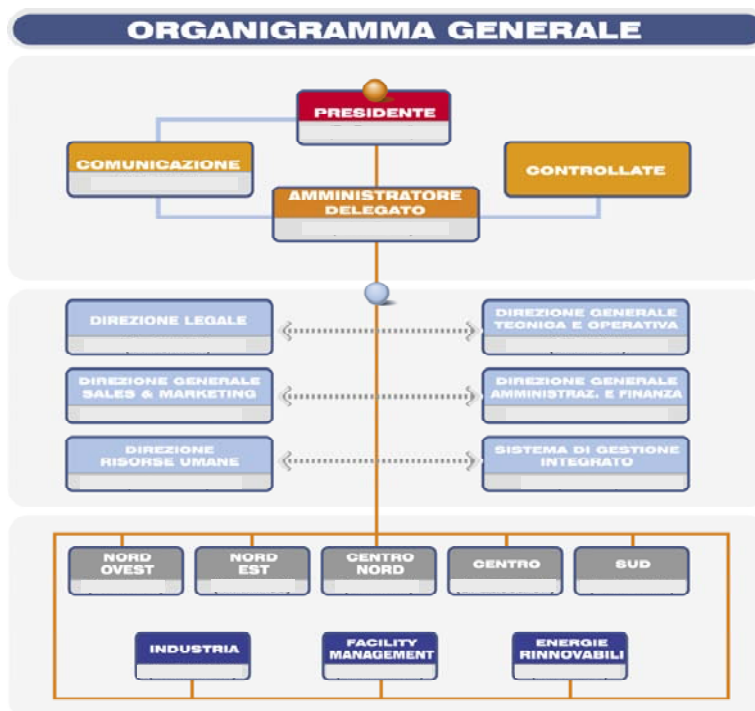 ORGANIGRAMMA GENERALE
PRESIDENTE
COMUNICAZIONE
CONTROLLATE
AMMINISTRATORE
DELEGATO
DIREZIONE LEGALE
DIREZIONE GENERALE
TECNICA E OPERATIVA
DIREZIONE GENERALE
SALES & MARKETING
DIREZIONE GENERALE
AMMINISTRAZ. E FINANZA
DIREZIONE
RISORSE UMANE
SISTEMA DI GESTIONE
INTEGRATO
NORD
OVEST
NORD
EST
CENTRO
NORD
CENTRO
SUD
INDUSTRIA
FACILITY
MANAGEMENT
ENERGIE
RINNOVABILI